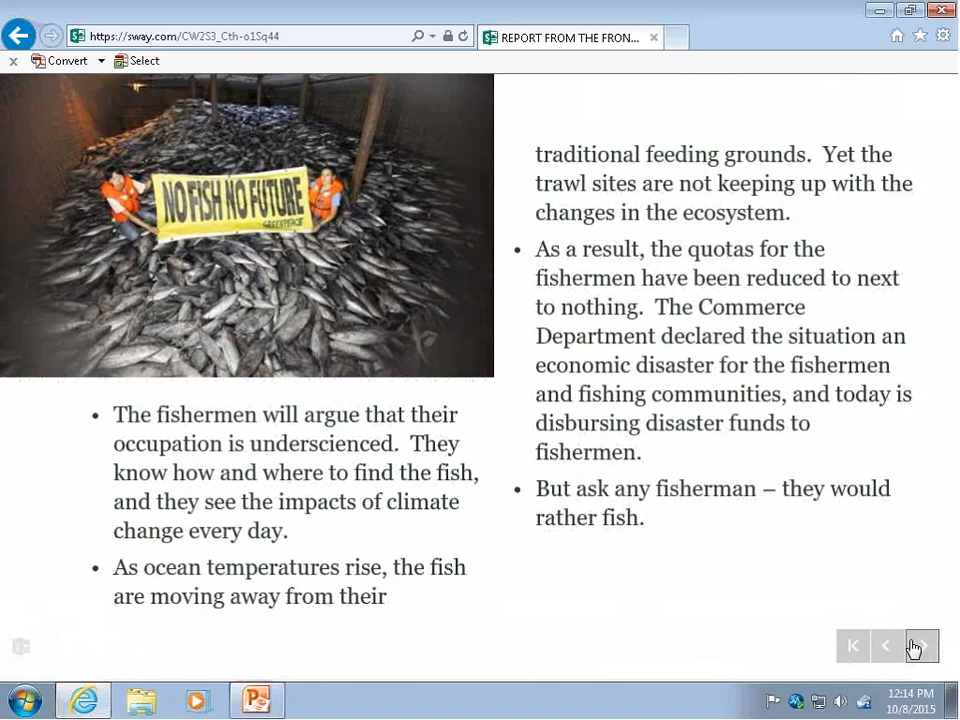 https://sway.com/CW2S3_Cth-o1Sq44
REPORT FROM THE FRON...
x Convert Select
NO FISH NO FUTURE
GREENPEACE
• The fishermen will argue that their
occupation is underscienced. They
know how and where to find the fish,
and they see the impacts of climate
change every day.
• As ocean temperatures rise, the fish
are moving away from their
traditional feeding grounds. Yet the
trawl sites are not keeping up with the
changes in the ecosystem.
• As a result, the quotas for the
fishermen have been reduced to next
to nothing. The Commerce
Department declared the situation an
economic disaster for the fishermen
and fishing communities, and today is
disbursing disaster funds to
fishermen.
• But ask any fisherman – they would
rather fish.
12:14 PM
10/8/2015